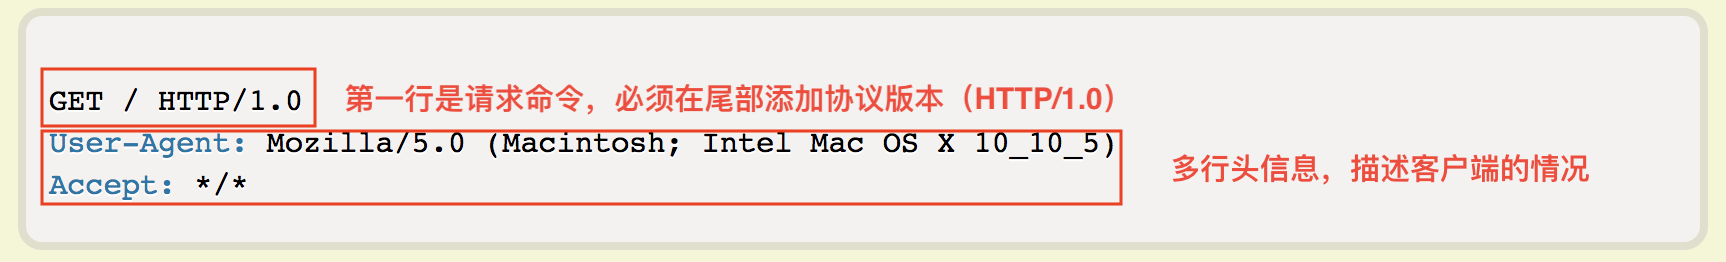 GET / HTTP/1.0
第一行是请求命令，必须在尾部添加协议版本（HTTP/1.0）
User-Agent: Mozilla/5.0 (Macintosh; Intel Mac OS X 10_10_5)
Accept: */*
多行头信息，描述客户端的情况